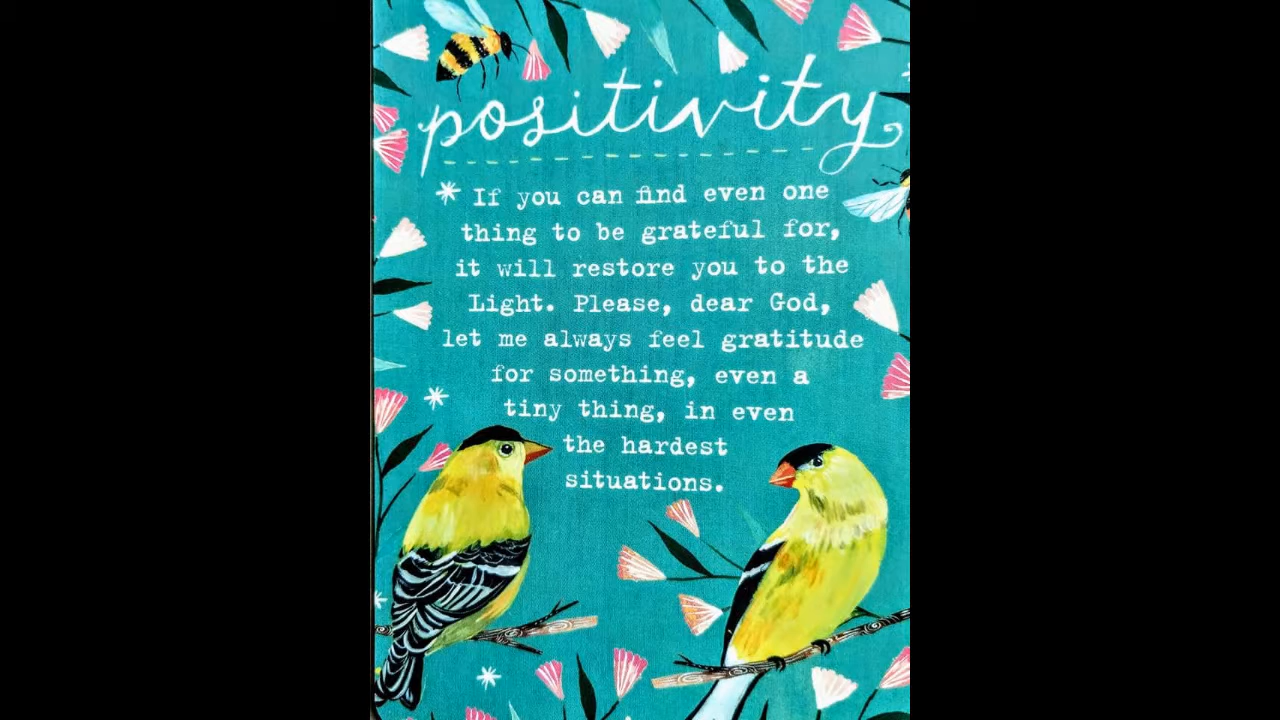 positivity
If you can find even one
thing to be grateful for,
it will restore you to the
Light. Please, dear God,
let me always feel gratitude
for something, even a
tiny thing, in even
the hardest
situations.